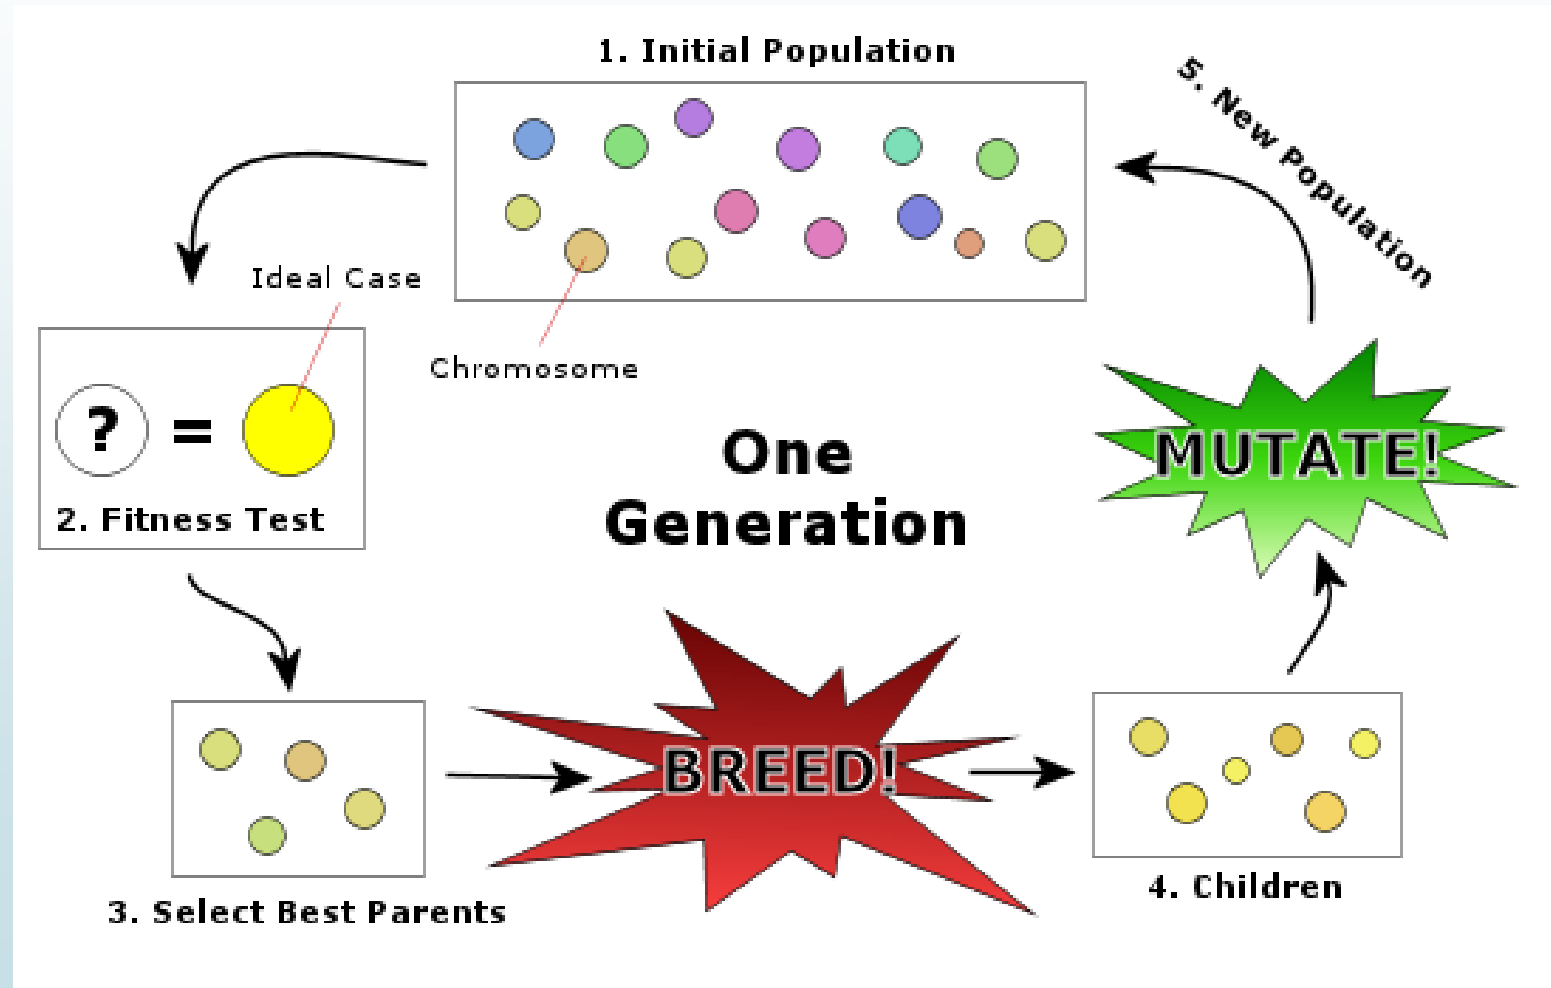 1. Initial Population
5. New Population
Ideal Case
Chromosome
? =
2. Fitness Test
One
Generation
MUTATE!
BREED!
3. Select Best Parents
4. Children